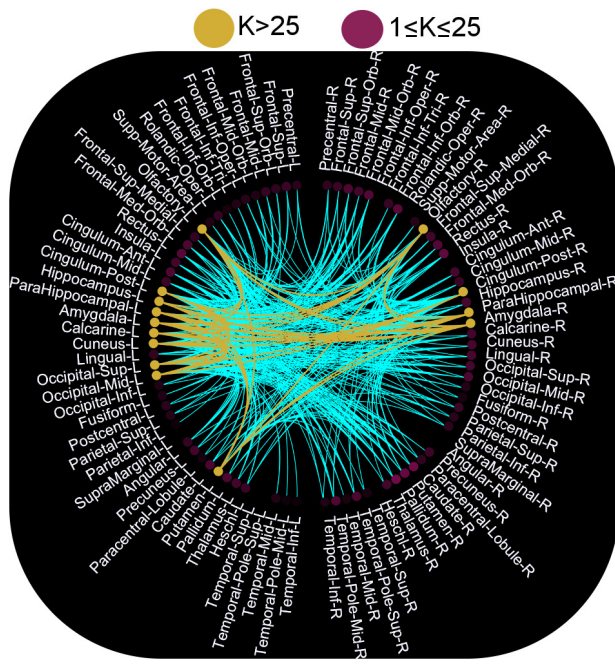 K>25
1≤K≤25
Precentral-L
Frontal-Sup-L
Frontal-Sup-Orb-L
Frontal-Mid-L
Frontal-Mid-Orb-L
Frontal-Inf-Oper-L
Frontal-Inf-Tri-L
Frontal-Inf-Orb-L
Rolandic-Oper-L
Supp-Motor-Area-L
Olfactory-L
Frontal-Sup-Medial-L
Frontal-Med-Orb-L
Rectus-L
Insula-L
Cingulum-Ant-L
Cingulum-Mid-L
Cingulum-Post-L
Hippocampus-L
ParaHippocampal-L
Amygdala-L
Calcarine-L
Cuneus-L
Lingual-L
Occipital-Sup-L
Occipital-Mid-L
Occipital-Inf-L
Fusiform-L
Postcentral-L
Parietal-Sup-L
Parietal-Inf-L
SupraMarginal-L
Angular-L
Precuneus-L
Paracentral-Lobule-L
Caudate-L
Putamen-L
Pallidum-L
Thalamus-L
Heschl-L
Temporal-Sup-L
Temporal-Pole-Sup-L
Temporal-Mid-L
Temporal-Pole-Mid-L
Temporal-Inf-L
Precentral-R
Frontal-Sup-R
Frontal-Sup-Orb-R
Frontal-Mid-R
Frontal-Mid-Orb-R
Frontal-Inf-Oper-R
Frontal-Inf-Tri-R
Frontal-Inf-Orb-R
Rolandic-Oper-R
Supp-Motor-Area-R
Olfactory-R
Frontal-Sup-Medial-R
Frontal-Med-Orb-R
Rectus-R
Insula-R
Cingulum-Ant-R
Cingulum-Mid-R
Cingulum-Post-R
Hippocampus-R
ParaHippocampal-R
Amygdala-R
Calcarine-R
Cuneus-R
Lingual-R
Occipital-Sup-R
Occipital-Mid-R
Occipital-Inf-R
Fusiform-R
Postcentral-R
Parietal-Sup-R
Parietal-Inf-R
SupraMarginal-R
Angular-R
Precuneus-R
Paracentral-Lobule-R
Caudate-R
Putamen-R
Pallidum-R
Thalamus-R
Heschl-R
Temporal-Sup-R
Temporal-Pole-Sup-R
Temporal-Mid-R
Temporal-Pole-Mid-R
Temporal-Inf-R